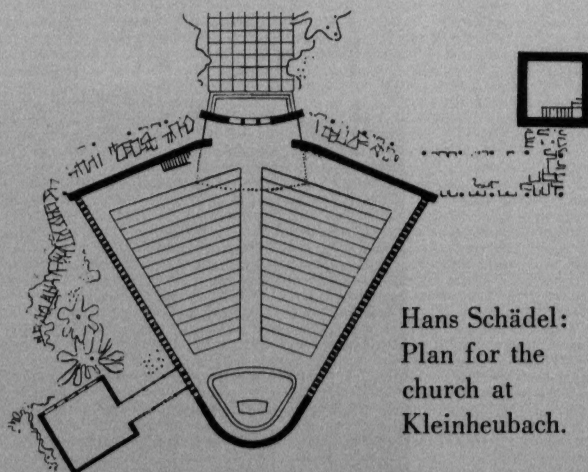 Hans Schädel:
Plan for the
church at
Kleinheubach.